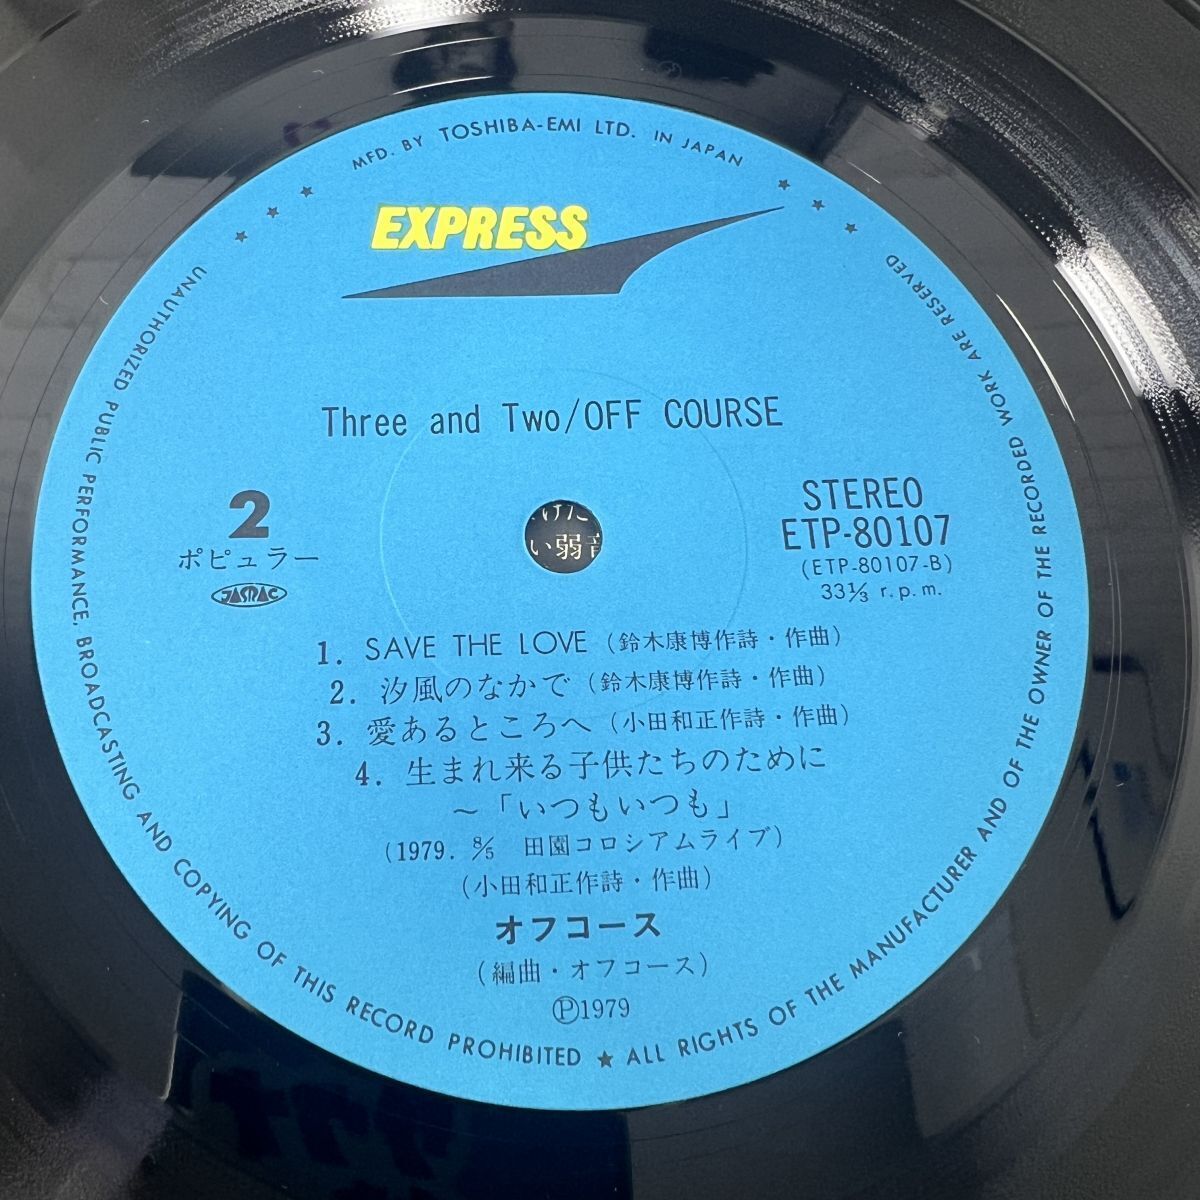 MFD. BY TOSHIBA-EMI LTD. IN JAPAN
EXPRESS
Three and Two/OFF COURSE
2
ポピュラー
JASRAC
STEREO
ETP-80107
(ETP-80107-B)
33⅓ r.p.m.
い弱音
1. SAVE THE LOVE (鈴木康博作詩・作曲)
2. 汐風のなかで (鈴木康博作詩・作曲)
3. 愛あるところへ (小田和正作詩・作曲)
4. 生まれ来る子供たちのために
~「いつもいつも」
(1979. 8/5 田園コロシアムライブ)
(小田和正作詩・作曲)
オフコース
(編曲・オフコース)
Ⓟ1979
UNAUTHORIZED PUBLIC PERFORMANCE, BROADCASTING AND COPYING OF THIS RECORD PROHIBITED ★ ALL RIGHTS OF THE MANUFACTURER AND OF THE OWNER OF THE RECORDED WORK ARE RESERVED